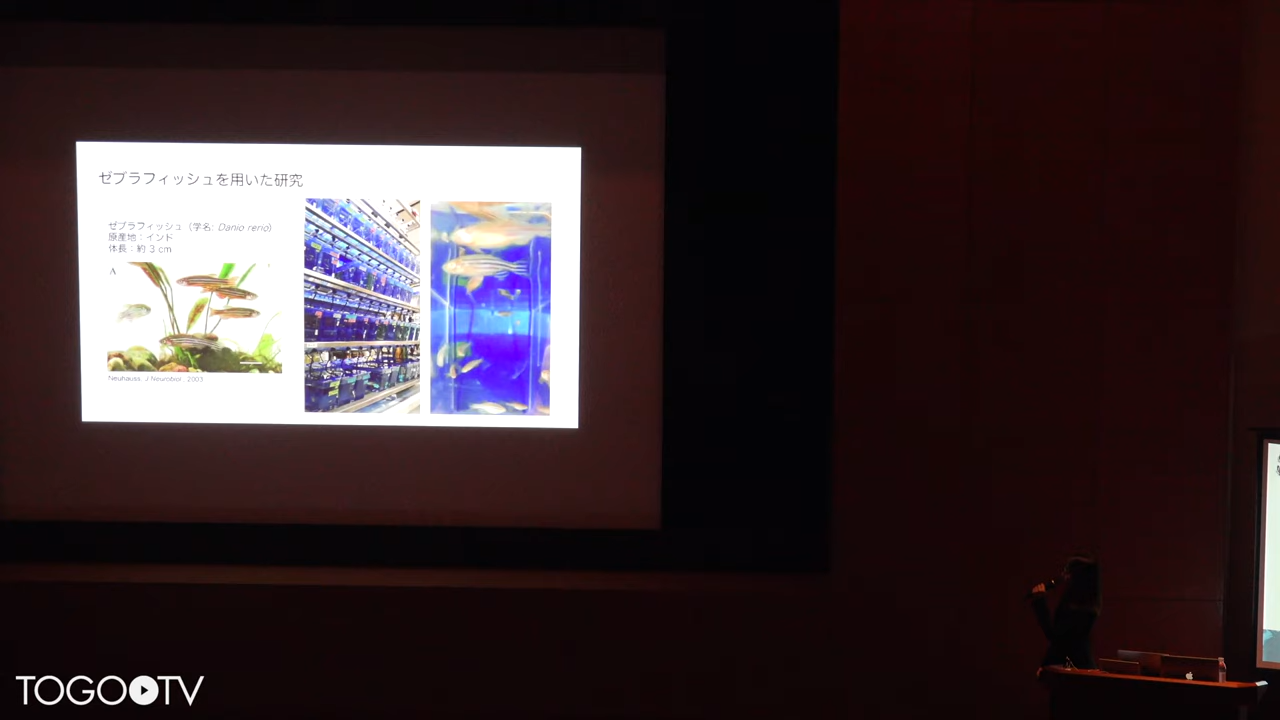 ゼブラフィッシュを用いた研究
ゼブラフィッシュ（学名: Danio rerio)
原産地：インド
体長：約 3 cm
A
Neuhauss. J Neurobiol. 2003
TOGO TV